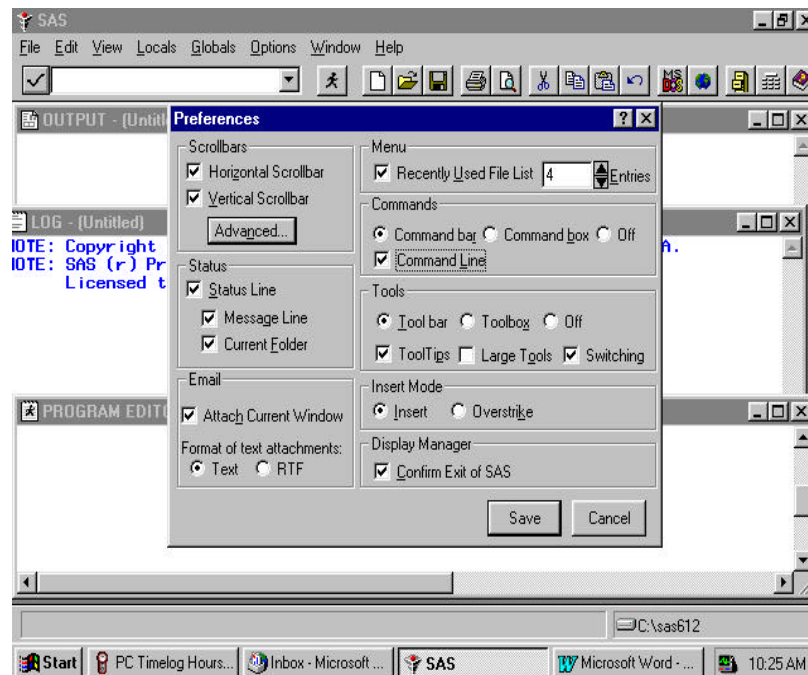 SAS
File Edit View Locals Globals Options Window Help
OUTPUT - (Untitl
Preferences
Scrollbars
Horizontal Scrollbar
Vertical Scrollbar
Advanced...
Status
Status Line
Message Line
Current Folder
Email
Attach Current Window
Format of text attachments:
Text RTF
Menu
Recently Used File List 4 Entries
Commands
Command bar Command box Off
Command Line
Tools
Tool bar Toolbox Off
ToolTips Large Tools Switching
Insert Mode
Insert Overstrike
Display Manager
Confirm Exit of SAS
Save Cancel
LOG - (Untitled)
NOTE: Copyright A.
NOTE: SAS (r) Pr
Licensed t
PROGRAM EDITO
C:\sas612
Start PC Timelog Hours... Inbox - Microsoft ... SAS Microsoft Word - ... 10:25 AM